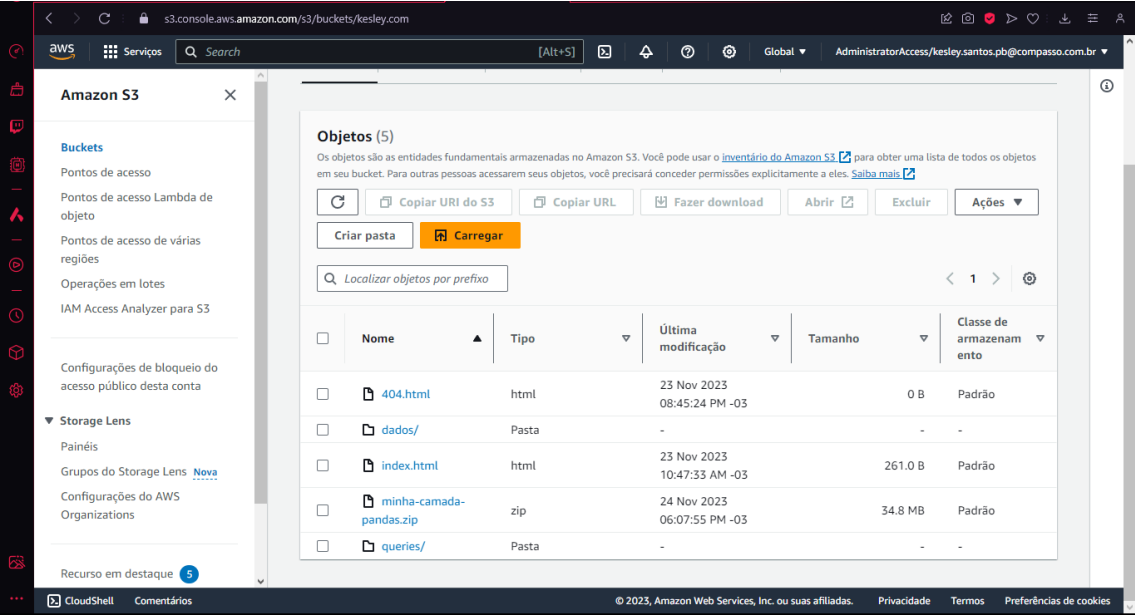 s3.console.aws.amazon.com/s3/buckets/kesley.com
aws
Serviços
Search
[Alt+S]
Global
AdministratorAccess/kesley.santos.pb@compasso.com.br
Amazon S3
Buckets
Pontos de acesso
Pontos de acesso Lambda de
objeto
Pontos de acesso de várias
regiões
Operações em lotes
IAM Access Analyzer para S3
Configurações de bloqueio do
acesso público desta conta
Storage Lens
Painéis
Grupos do Storage Lens Nova
Configurações do AWS
Organizations
Recurso em destaque 5
Objetos (5)
Os objetos são as entidades fundamentais armazenadas no Amazon S3. Você pode usar o inventário do Amazon S3 para obter uma lista de todos os objetos
em seu bucket. Para outras pessoas acessarem seus objetos, você precisará conceder permissões explicitamente a eles. Saiba mais
Copiar URI do S3
Copiar URL
Fazer download
Abrir
Excluir
Ações
Criar pasta
Carregar
Localizar objetos por prefixo
1
Nome
Tipo
Última
modificação
Tamanho
Classe de
armazenam
ento
404.html
html
23 Nov 2023
08:45:24 PM -03
0 B
Padrão
dados/
Pasta
-
-
-
index.html
html
23 Nov 2023
10:47:33 AM -03
261.0 B
Padrão
minha-camada-
pandas.zip
zip
24 Nov 2023
06:07:55 PM -03
34.8 MB
Padrão
queries/
Pasta
-
-
-
CloudShell
Comentários
© 2023, Amazon Web Services, Inc. ou suas afiliadas.
Privacidade
Termos
Preferências de cookies